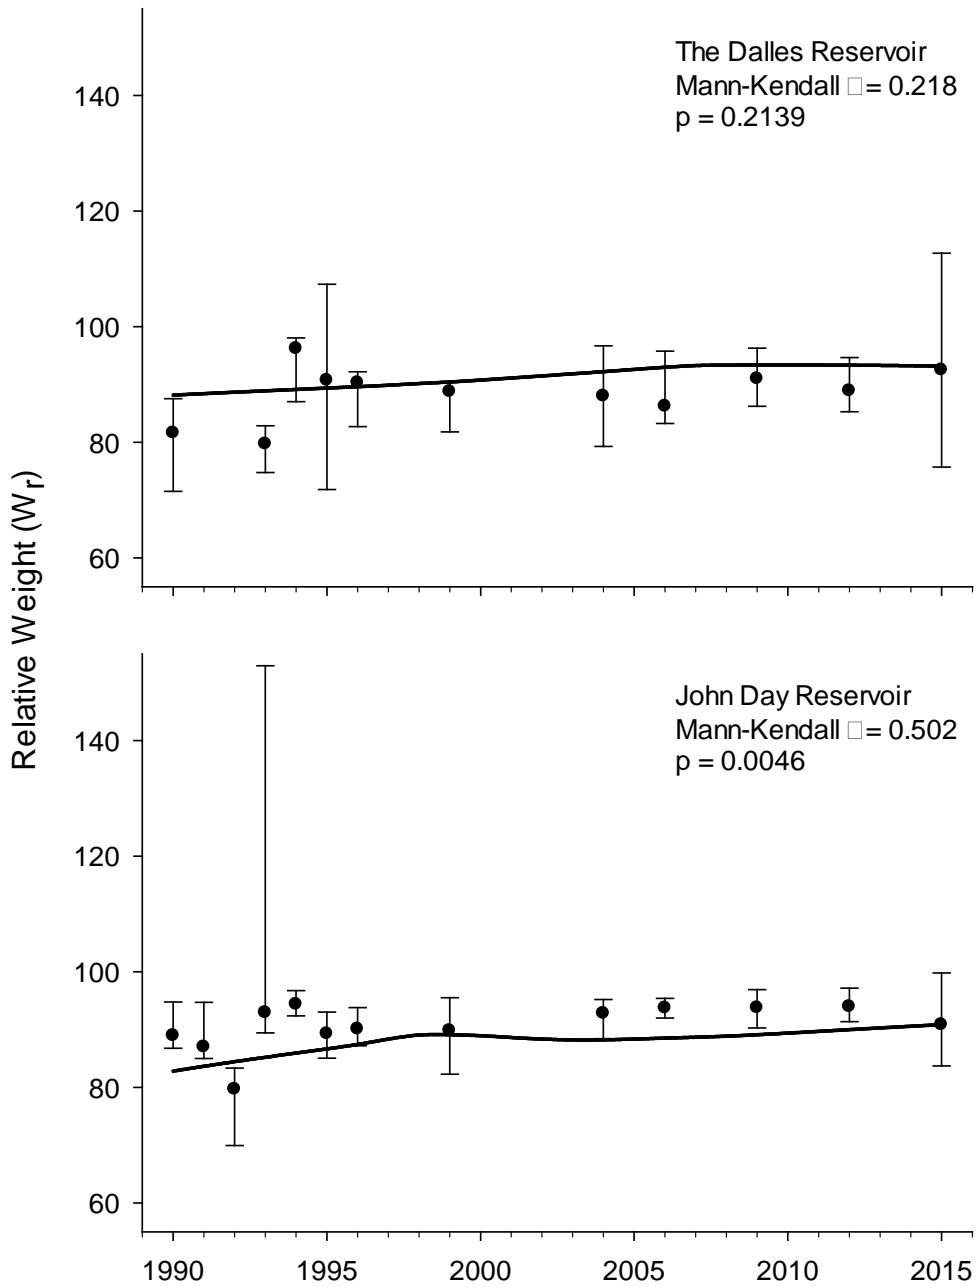 The Dalles Reservoir
Mann-Kendall □ = 0.218
p = 0.2139
140
120
100
80
60
Relative Weight (Wr)
John Day Reservoir
Mann-Kendall □ = 0.502
p = 0.0046
140
120
100
80
60
1990 1995 2000 2005 2010 2015